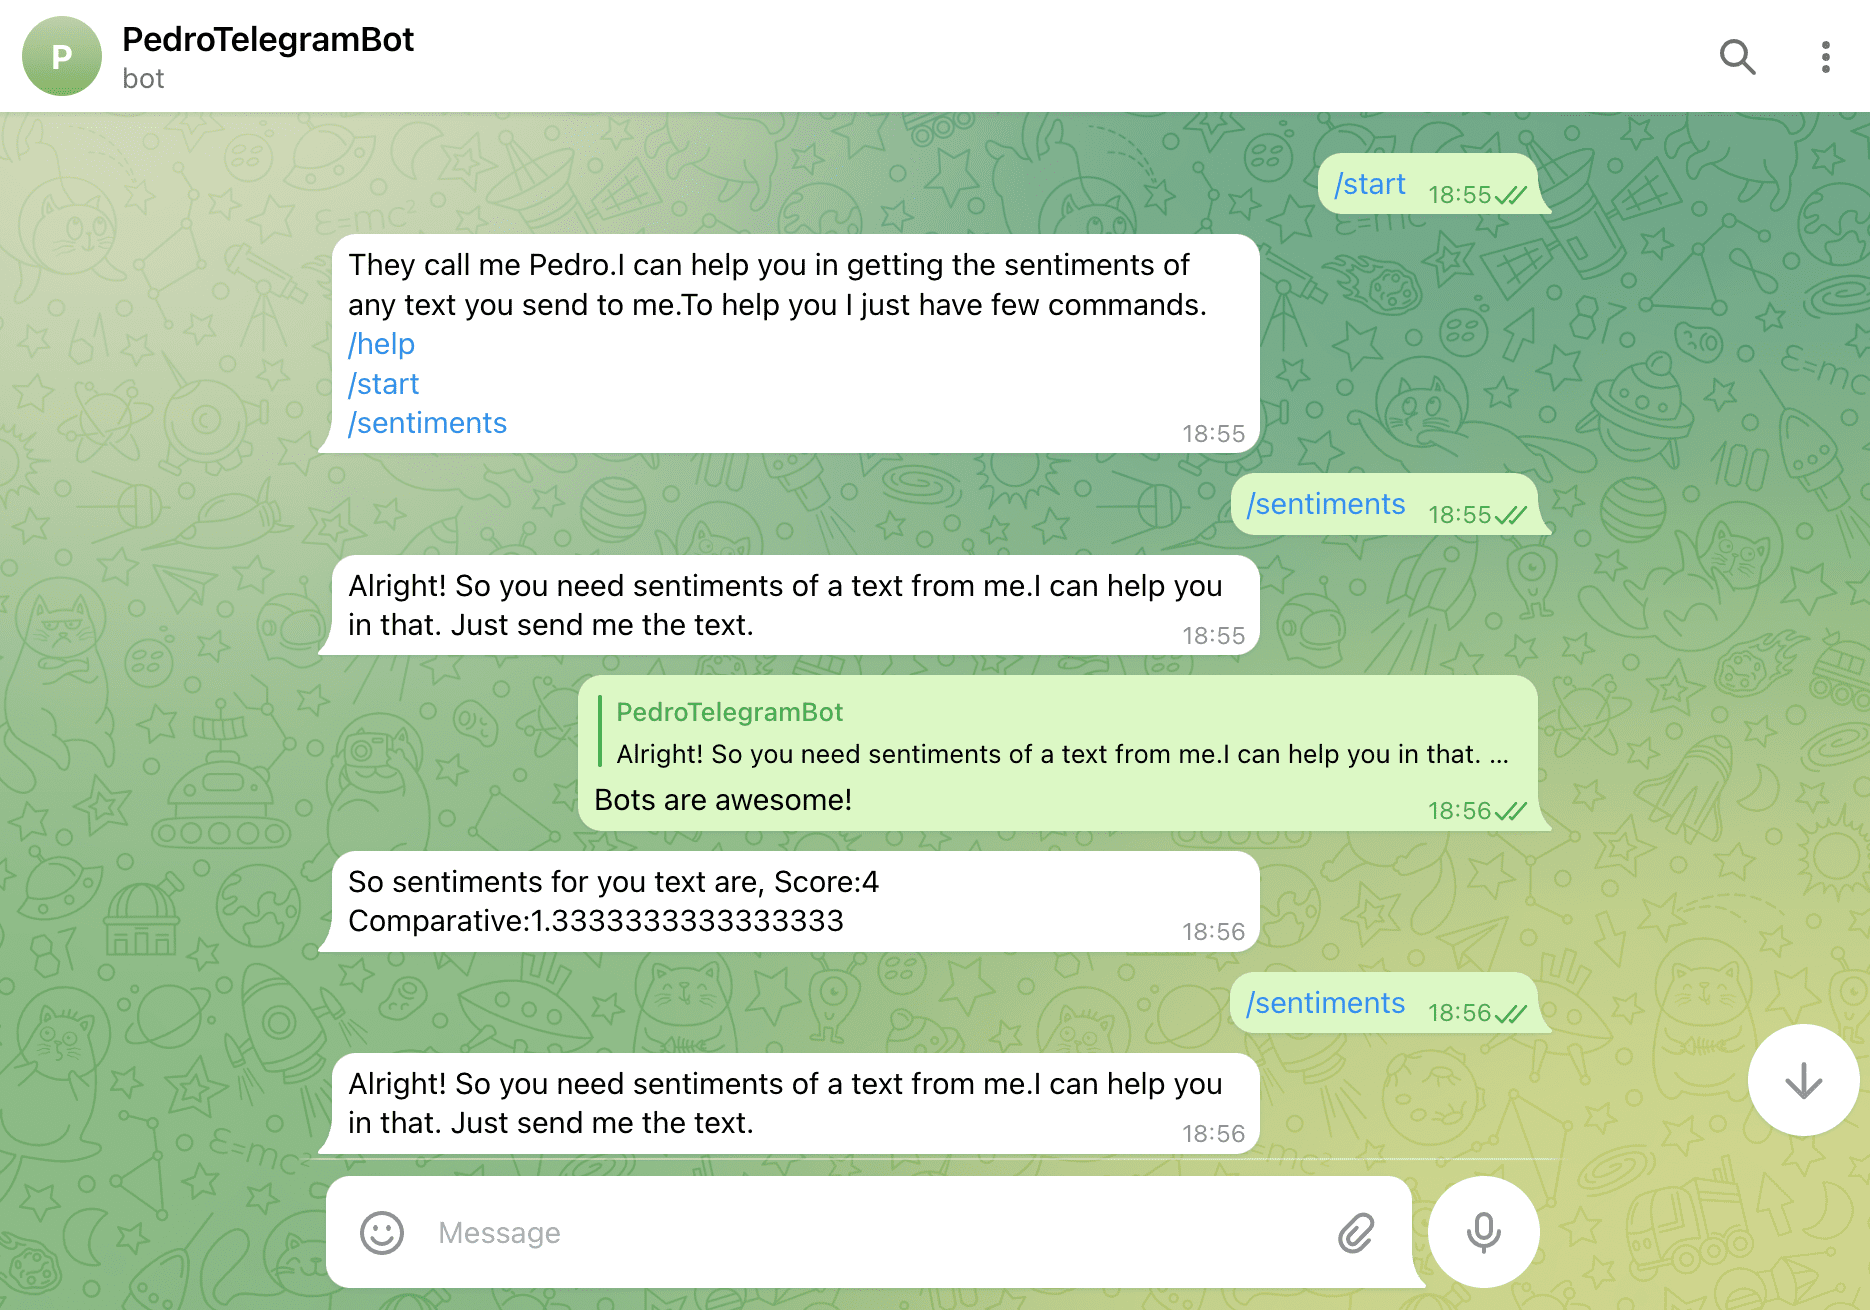 P
PedroTelegramBot
bot
/start 18:55
They call me Pedro.I can help you in getting the sentiments of
any text you send to me.To help you I just have few commands.
/help
/start
/sentiments
18:55
/sentiments 18:55
Alright! So you need sentiments of a text from me.I can help you
in that. Just send me the text.
18:55
PedroTelegramBot
Alright! So you need sentiments of a text from me.I can help you in that. ...
Bots are awesome!
18:56
So sentiments for you text are, Score:4
Comparative:1.3333333333333333
18:56
/sentiments 18:56
Alright! So you need sentiments of a text from me.I can help you
in that. Just send me the text.
18:56
Message